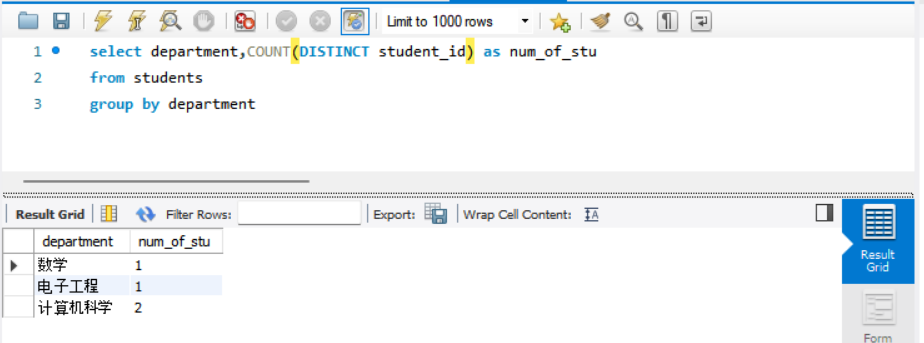 Limit to 1000 rows
1 select department,COUNT(DISTINCT student_id) as num_of_stu
2 from students
3 group by department
Result Grid Filter Rows: Export: Wrap Cell Content: IA
department num_of_stu
数学 1
电子工程 1
计算机科学 2
Result
Grid
Form